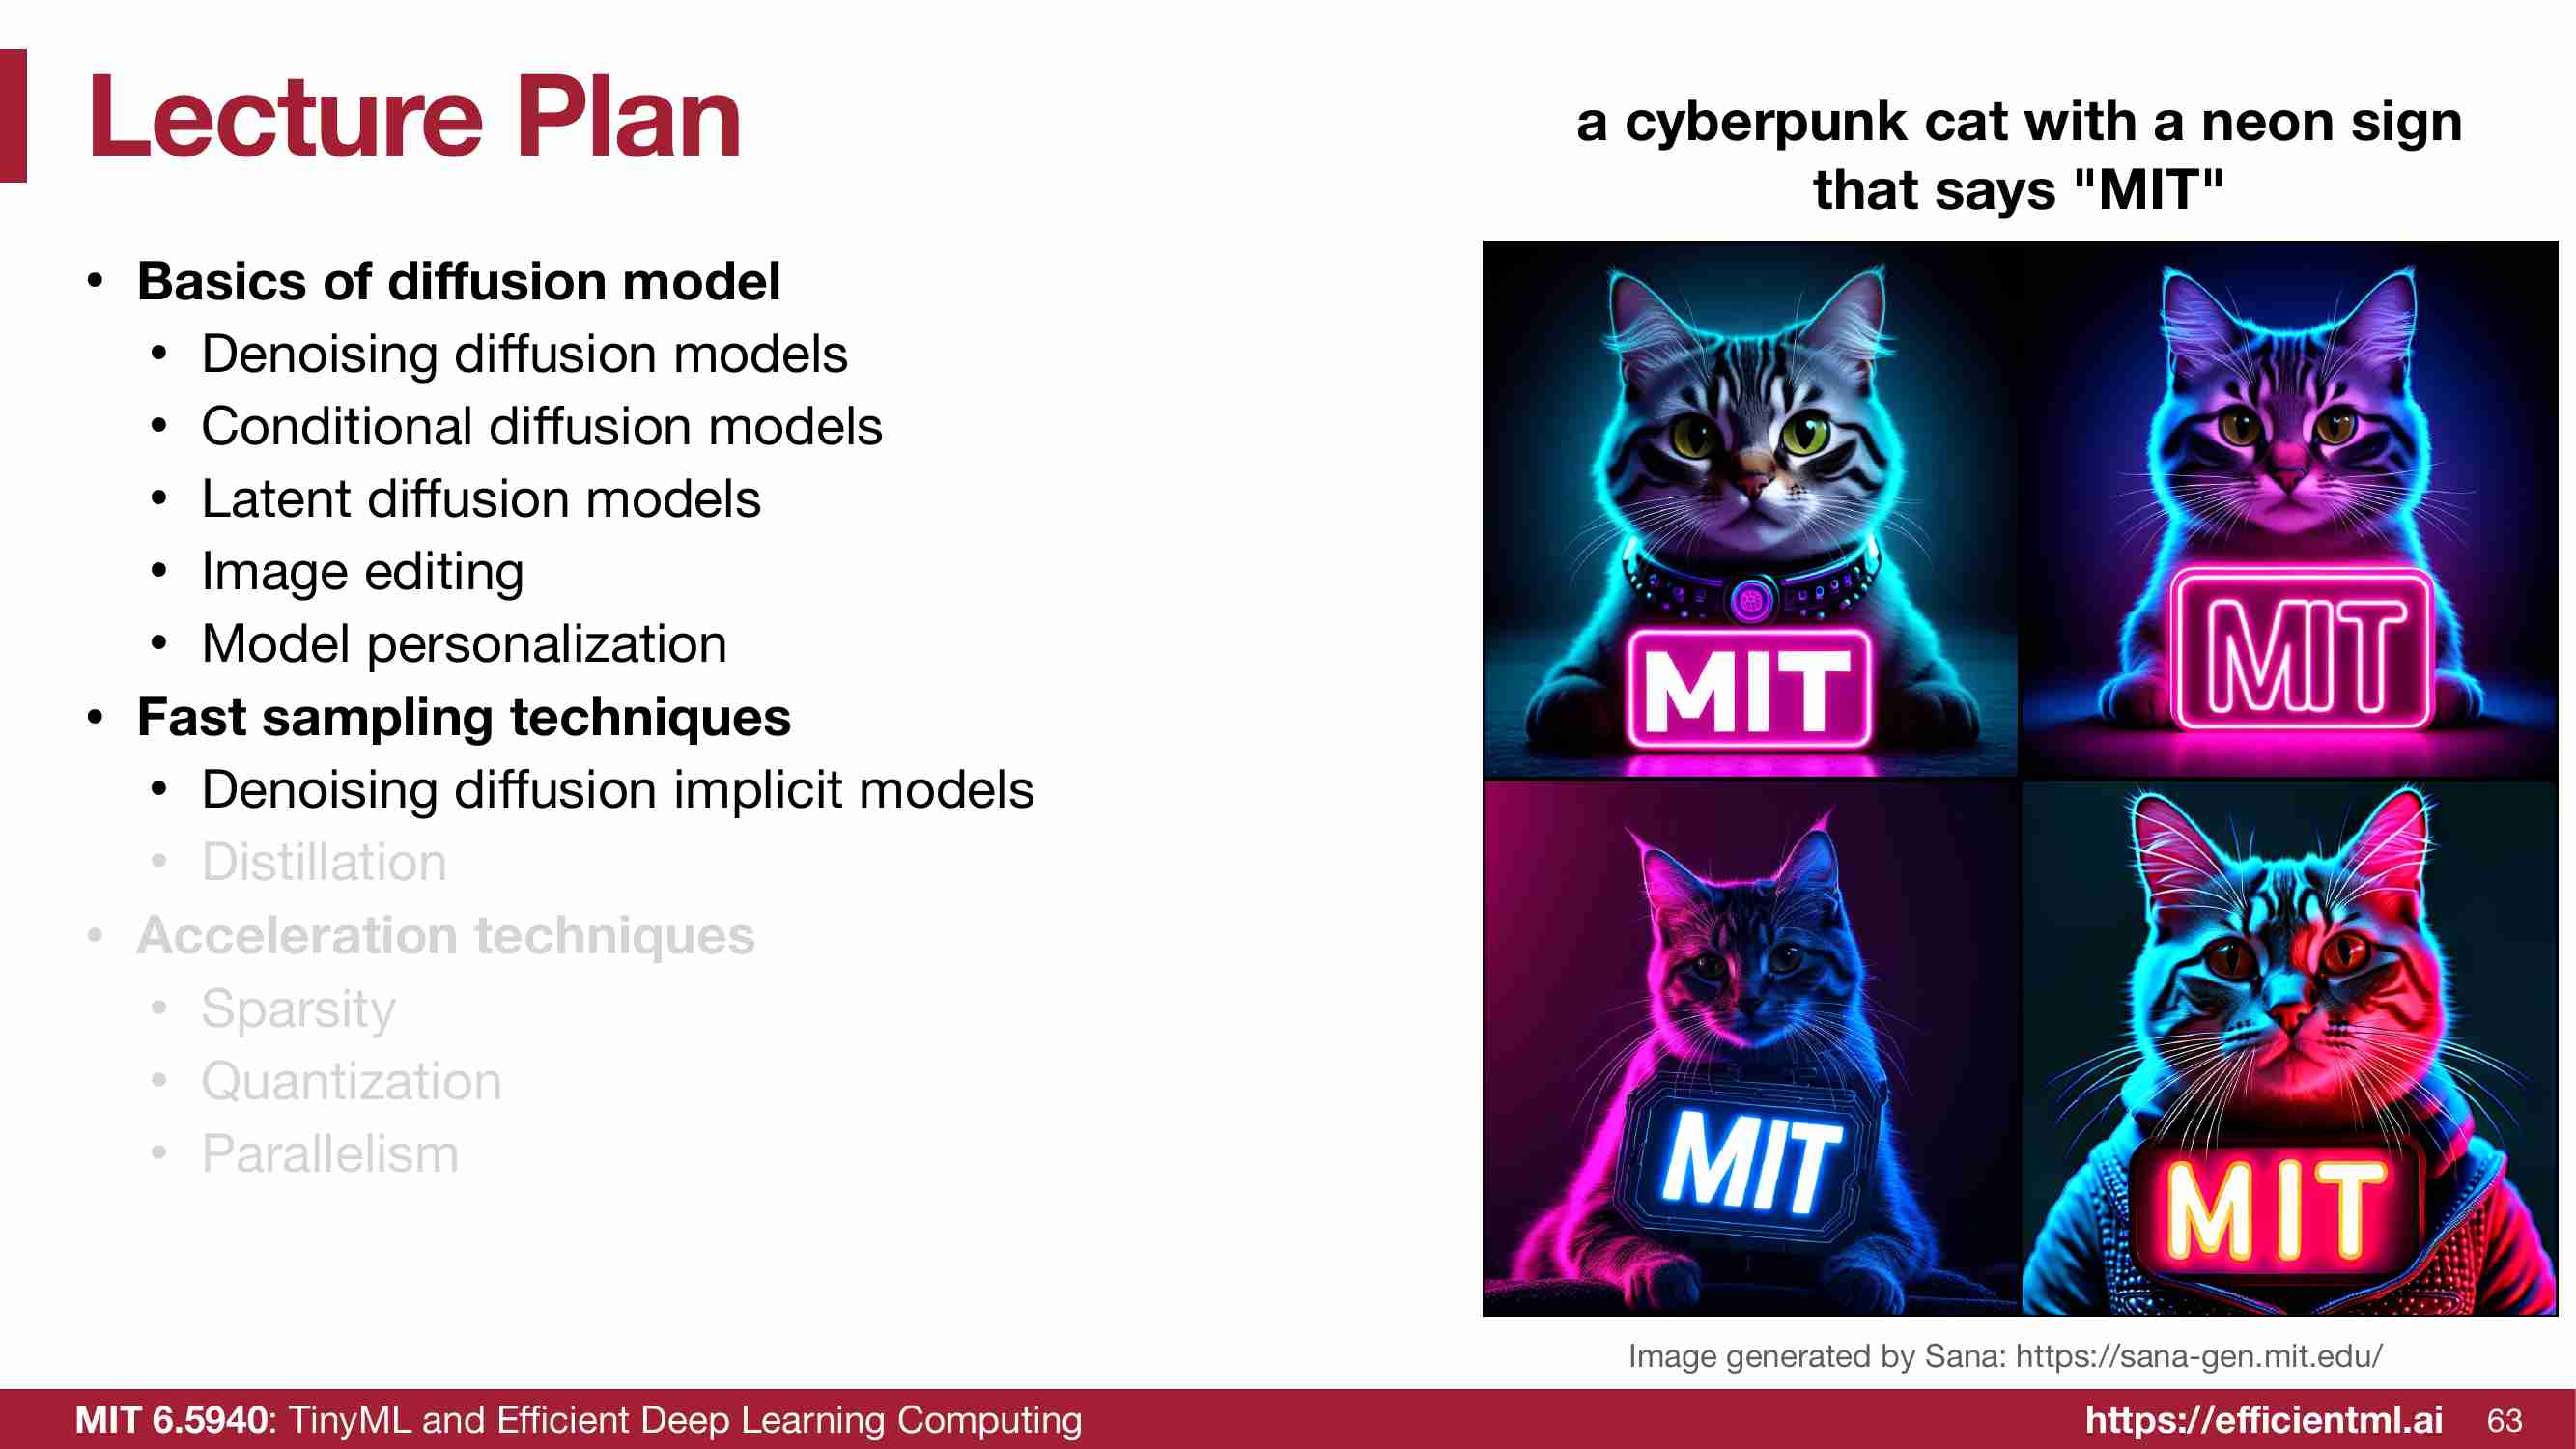 Lecture Plan
a cyberpunk cat with a neon sign
that says "MIT"
• Basics of diffusion model
• Denoising diffusion models
• Conditional diffusion models
• Latent diffusion models
• Image editing
• Model personalization
• Fast sampling techniques
• Denoising diffusion implicit models
• Distillation
• Acceleration techniques
• Sparsity
• Quantization
• Parallelism
MIT
MIT
MIT
MIT
Image generated by Sana: https://sana-gen.mit.edu/
MIT 6.5940: TinyML and Efficient Deep Learning Computing
https://efficientml.ai 63